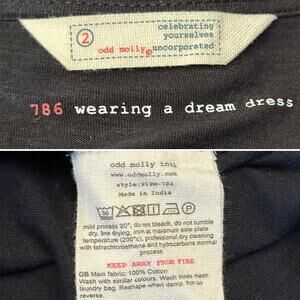 celebrating
2
yourselves
odd molly® uncorporated
786 wearing a dream dress
odd molly int
www.oddmolly.com
style:919M-786
Made in India
mild process 30°, do not bleach, do not tumble
dry, line drying, iron at maximum sole plate
temperature (200°c), professional dry cleaning
with tetrachloroethene and hydrocarbons normal
process
KEEP AWAY FROM FIRE
GB Main fabric: 100% Cotton
Wash with similar colours. Wash inside mesh
laundry bag. Reshape when damp.
reverse.